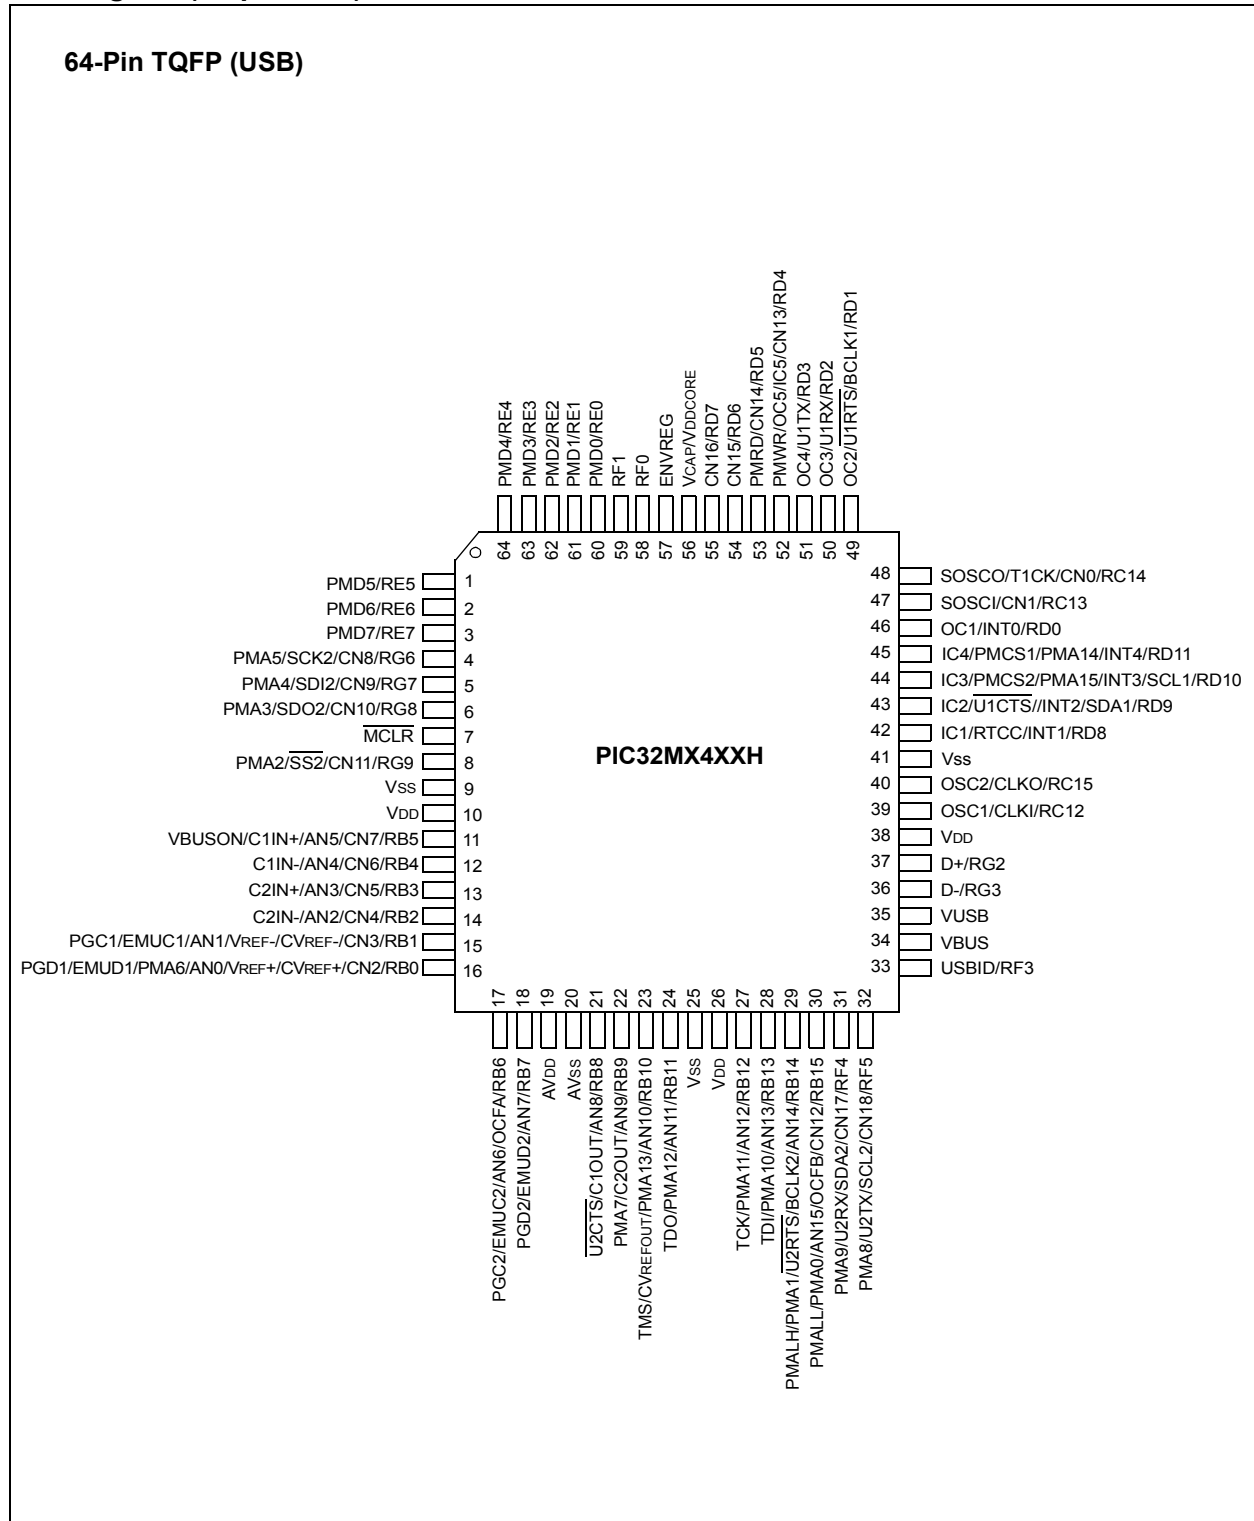 64-Pin TQFP (USB)
PMD4/RE4
PMD3/RE3
PMD2/RE2
PMD1/RE1
PMD0/RE0
RF1
RF0
ENVREG
VCAP/VDDCORE
CN16/RD7
CN15/RD6
PMRD/CN14/RD5
PMWR/OC5/IC5/CN13/RD4
OC4/U1TX/RD3
OC3/U1RX/RD2
OC2/U1RTS/BCLK1/RD1
64 63 62 61 60 59 58 57 56 55 54 53 52 51 50 49
PMD5/RE5 1
PMD6/RE6 2
PMD7/RE7 3
PMA5/SCK2/CN8/RG6 4
PMA4/SDI2/CN9/RG7 5
PMA3/SDO2/CN10/RG8 6
MCLR 7
PMA2/SS2/CN11/RG9 8
VSS 9
VDD 10
VBUSON/C1IN+/AN5/CN7/RB5 11
C1IN-/AN4/CN6/RB4 12
C2IN+/AN3/CN5/RB3 13
C2IN-/AN2/CN4/RB2 14
PGC1/EMUC1/AN1/VREF-/CVREF-/CN3/RB1 15
PGD1/EMUD1/PMA6/AN0/VREF+/CVREF+/CN2/RB0 16
PIC32MX4XXH
48 SOSCO/T1CK/CN0/RC14
47 SOSCI/CN1/RC13
46 OC1/INT0/RD0
45 IC4/PMCS1/PMA14/INT4/RD11
44 IC3/PMCS2/PMA15/INT3/SCL1/RD10
43 IC2/U1CTS//INT2/SDA1/RD9
42 IC1/RTCC/INT1/RD8
41 Vss
40 OSC2/CLKO/RC15
39 OSC1/CLKI/RC12
38 VDD
37 D+/RG2
36 D-/RG3
35 VUSB
34 VBUS
33 USBID/RF3
17 18 19 20 21 22 23 24 25 26 27 28 29 30 31 32
PGC2/EMUC2/AN6/OCFA/RB6
PGD2/EMUD2/AN7/RB7
AVDD
AVSS
U2CTS/C1OUT/AN8/RB8
PMA7/C2OUT/AN9/RB9
TMS/CVREFOUT/PMA13/AN10/RB10
TDO/PMA12/AN11/RB11
VSS
VDD
TCK/PMA11/AN12/RB12
TDI/PMA10/AN13/RB13
PMALH/PMA1/U2RTS/BCLK2/AN14/RB14
PMALL/PMA0/AN15/OCFB/CN12/RB15
PMA9/U2RX/SDA2/CN17/RF4
PMA8/U2TX/SCL2/CN18/RF5